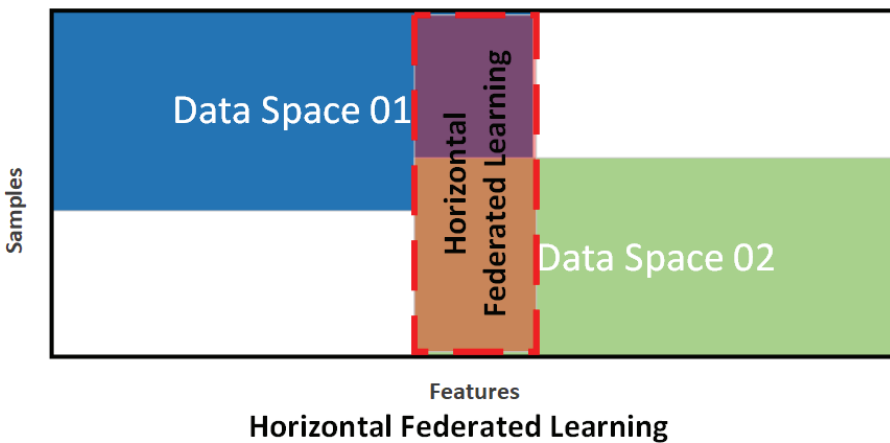 Data Space 01
Horizontal
Federated Learning
Samples
Data Space 02
Features
Horizontal Federated Learning